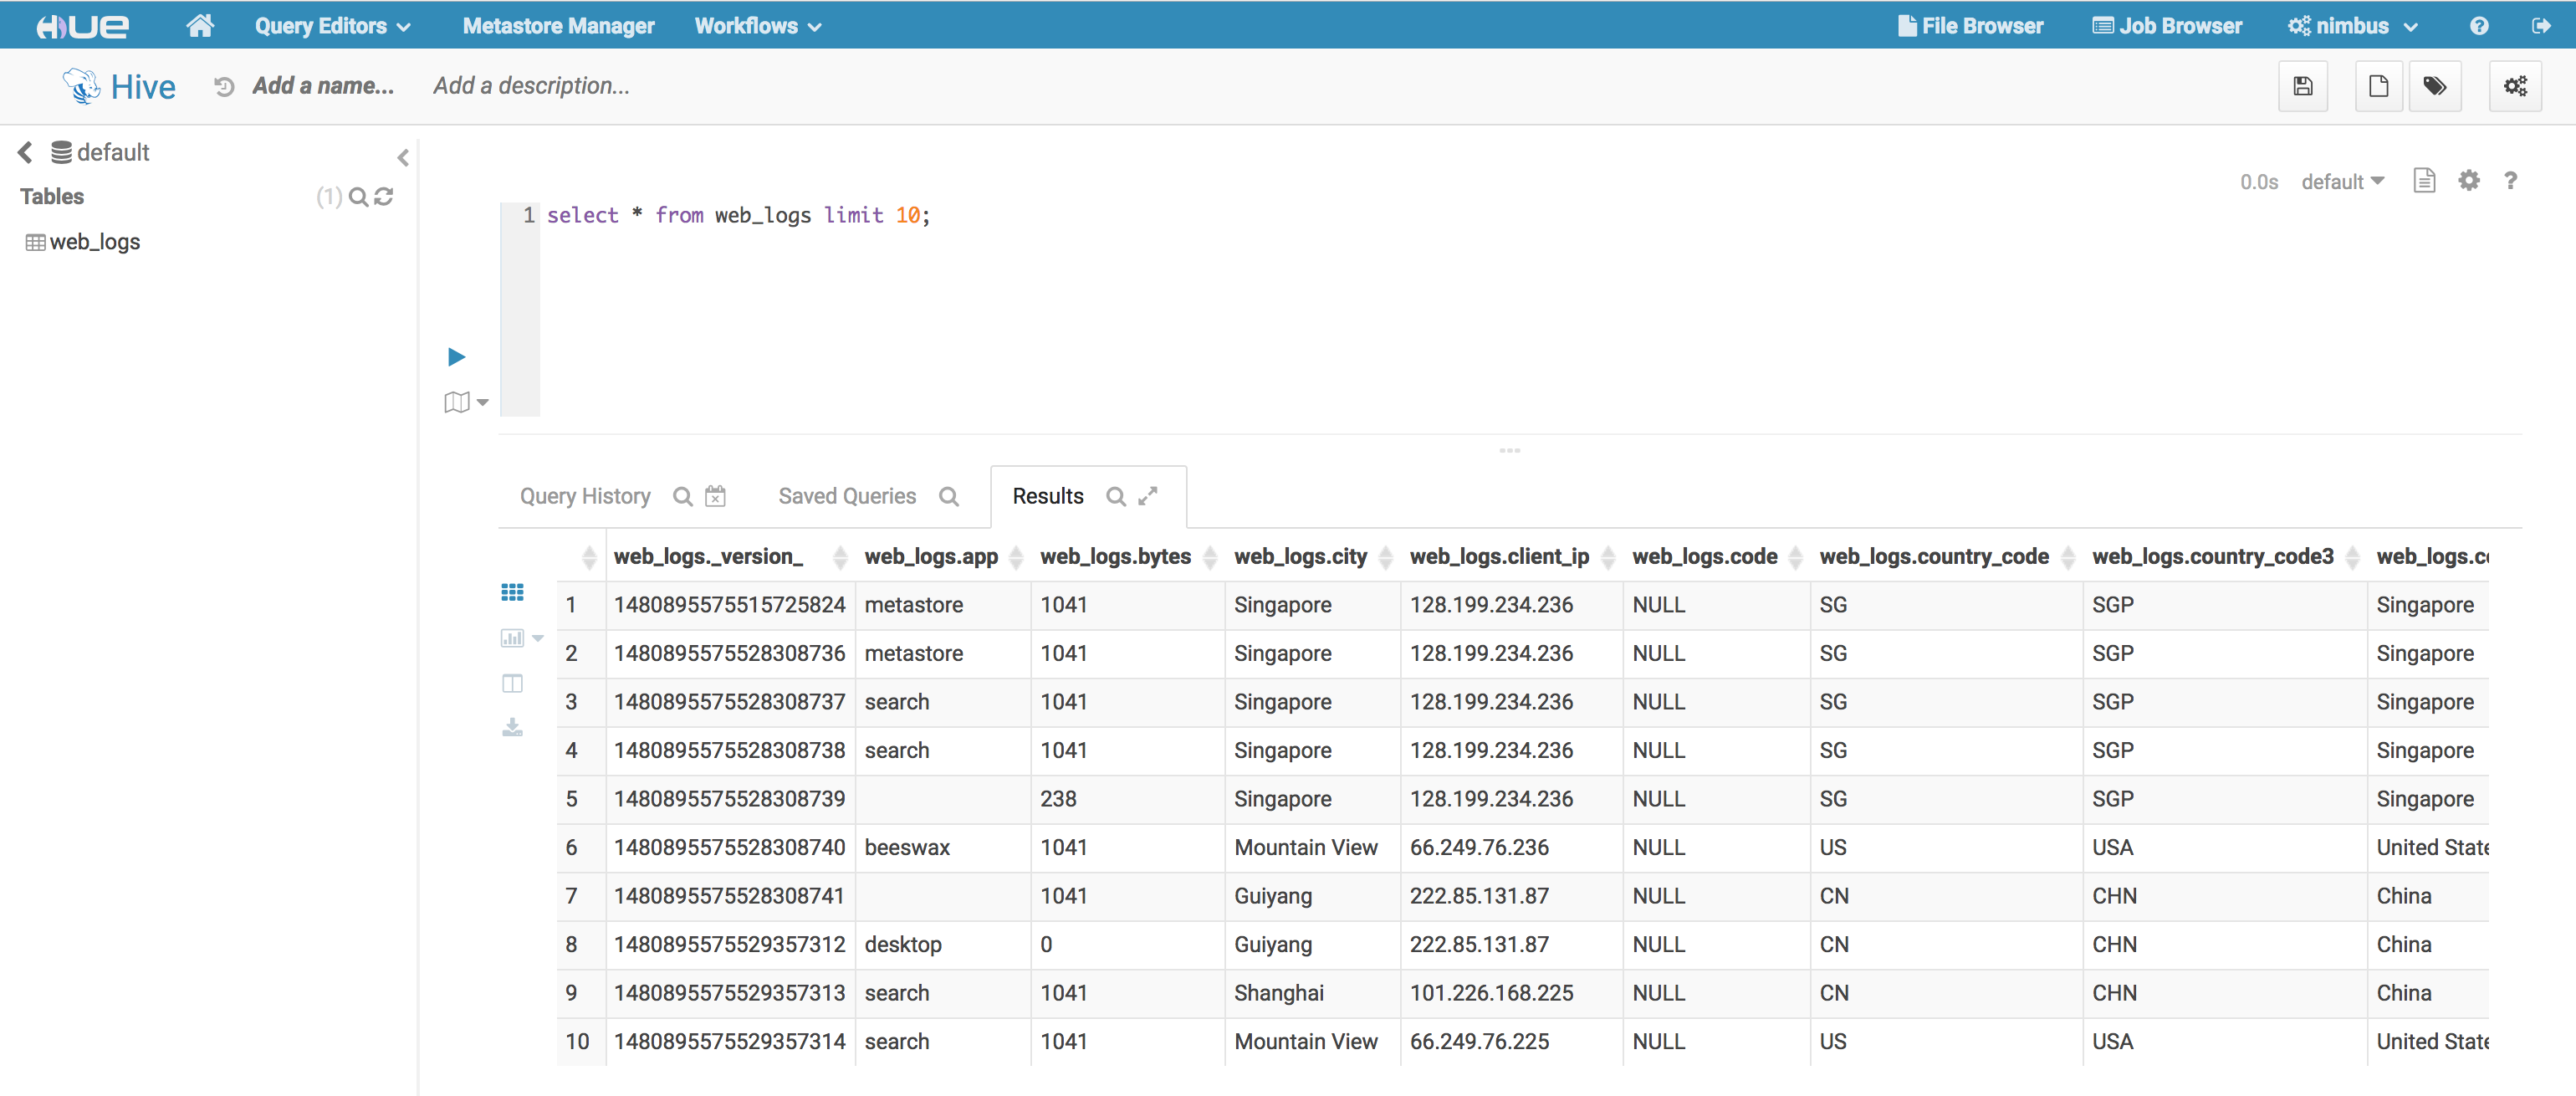 HUE Query Editors Metastore Manager Workflows File Browser Job Browser nimbus ?
Hive Add a name... Add a description...
default
Tables (1)
web_logs
0.0s default ?
1 select * from web_logs limit 10;
Query History Saved Queries Results
web_logs._version_ web_logs.app web_logs.bytes web_logs.city web_logs.client_ip web_logs.code web_logs.country_code web_logs.country_code3 web_logs.c
1 1480895575515725824 metastore 1041 Singapore 128.199.234.236 NULL SG SGP Singapore
2 1480895575528308736 metastore 1041 Singapore 128.199.234.236 NULL SG SGP Singapore
3 1480895575528308737 search 1041 Singapore 128.199.234.236 NULL SG SGP Singapore
4 1480895575528308738 search 1041 Singapore 128.199.234.236 NULL SG SGP Singapore
5 1480895575528308739 238 Singapore 128.199.234.236 NULL SG SGP Singapore
6 1480895575528308740 beeswax 1041 Mountain View 66.249.76.236 NULL US USA United State
7 1480895575528308741 1041 Guiyang 222.85.131.87 NULL CN CHN China
8 1480895575529357312 desktop 0 Guiyang 222.85.131.87 NULL CN CHN China
9 1480895575529357313 search 1041 Shanghai 101.226.168.225 NULL CN CHN China
10 1480895575529357314 search 1041 Mountain View 66.249.76.225 NULL US USA United State